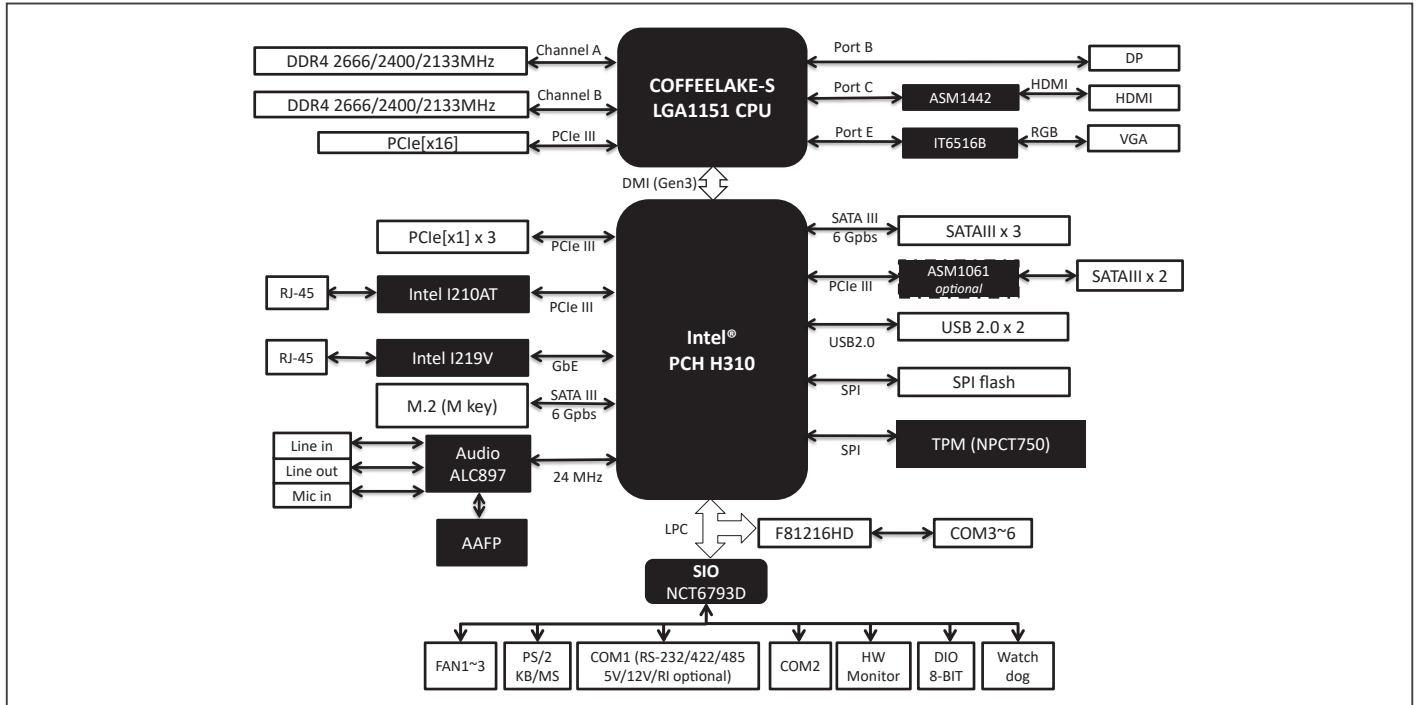 DDR4 2666/2400/2133MHz
Channel A
DDR4 2666/2400/2133MHz
Channel B
PCIe[x16]
PCIe III
COFFEELAKE-S
LGA1151 CPU
Port B
DP
Port C
ASM1442
HDMI
HDMI
Port E
IT6516B
RGB
VGA
DMI (Gen3)
PCIe[x1] x 3
PCIe III
RJ-45
Intel I210AT
PCIe III
RJ-45
Intel I219V
GbE
M.2 (M key)
SATA III
6 Gpbs
Line in
Line out
Mic in
Audio
ALC897
24 MHz
AAFP
Intel®
PCH H310
SATA III
6 Gpbs
SATAIII x 3
PCIe III
ASM1061
optional
SATAIII x 2
USB2.0
USB 2.0 x 2
SPI
SPI flash
SPI
TPM (NPCT750)
LPC
F81216HD
COM3~6
SIO
NCT6793D
FAN1~3
PS/2
KB/MS
COM1 (RS-232/422/485
5V/12V/RI optional)
COM2
HW
Monitor
DIO
8-BIT
Watch
dog